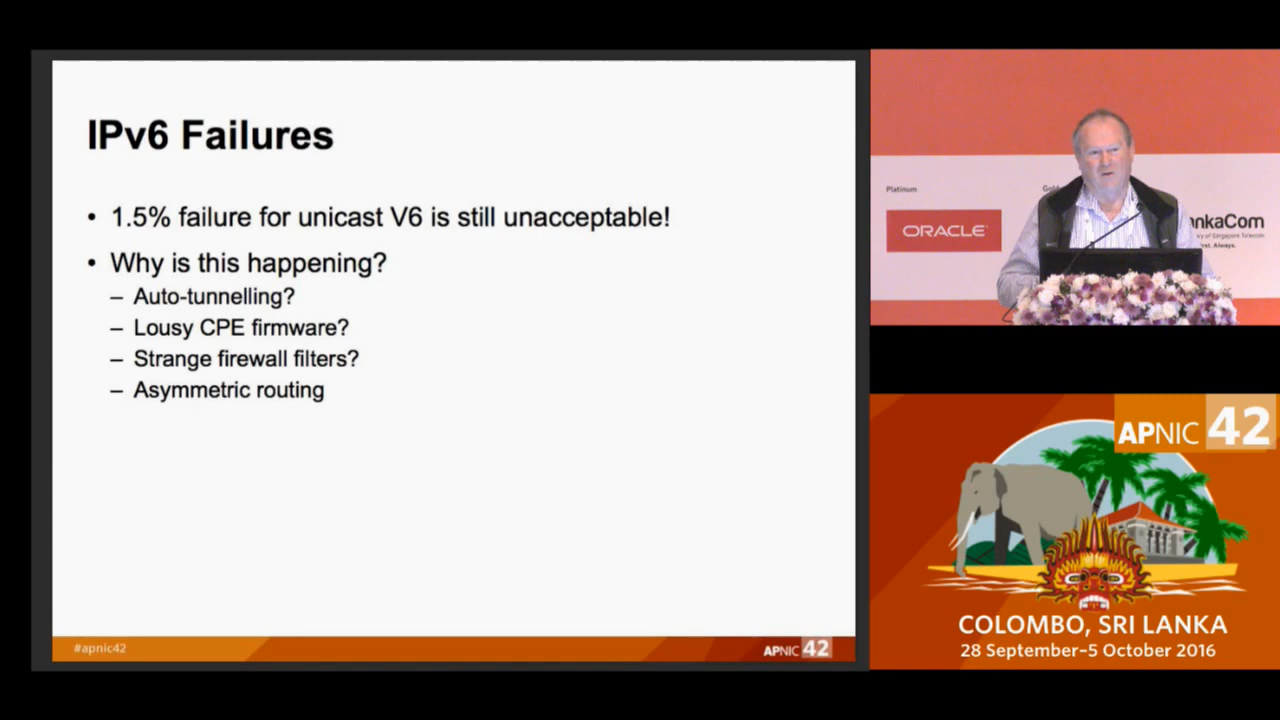 IPv6 Failures
• 1.5% failure for unicast V6 is still unacceptable!
• Why is this happening?
– Auto-tunnelling?
– Lousy CPE firmware?
– Strange firewall filters?
– Asymmetric routing
#apnic42
APNIC 42
Platinum
Gold
ORACLE
ankaCom
APNIC 42
COLOMBO, SRI LANKA
28 September–5 October 2016